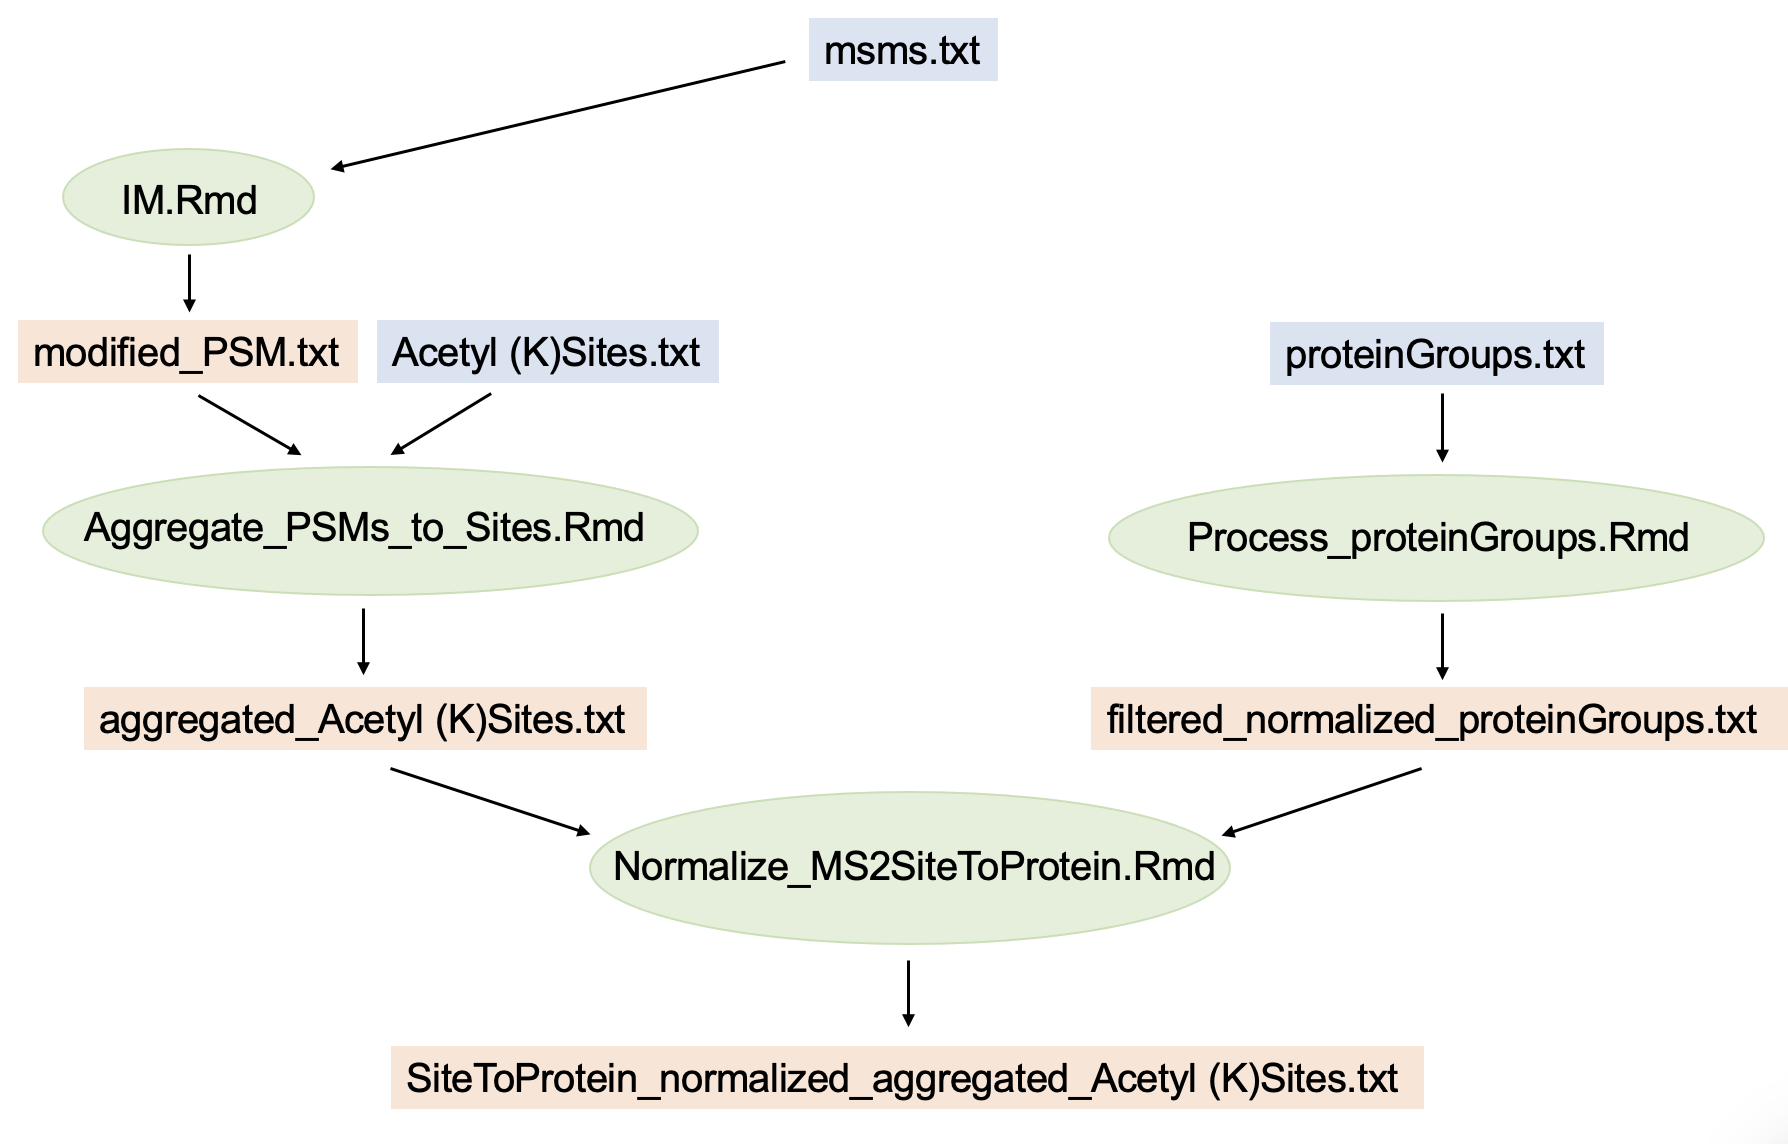 msms.txt
IM.Rmd
modified_PSM.txt
Acetyl (K)Sites.txt
proteinGroups.txt
Aggregate_PSMs_to_Sites.Rmd
Process_proteinGroups.Rmd
aggregated_Acetyl (K)Sites.txt
filtered_normalized_proteinGroups.txt
Normalize_MS2SiteToProtein.Rmd
SiteToProtein_normalized_aggregated_Acetyl (K)Sites.txt